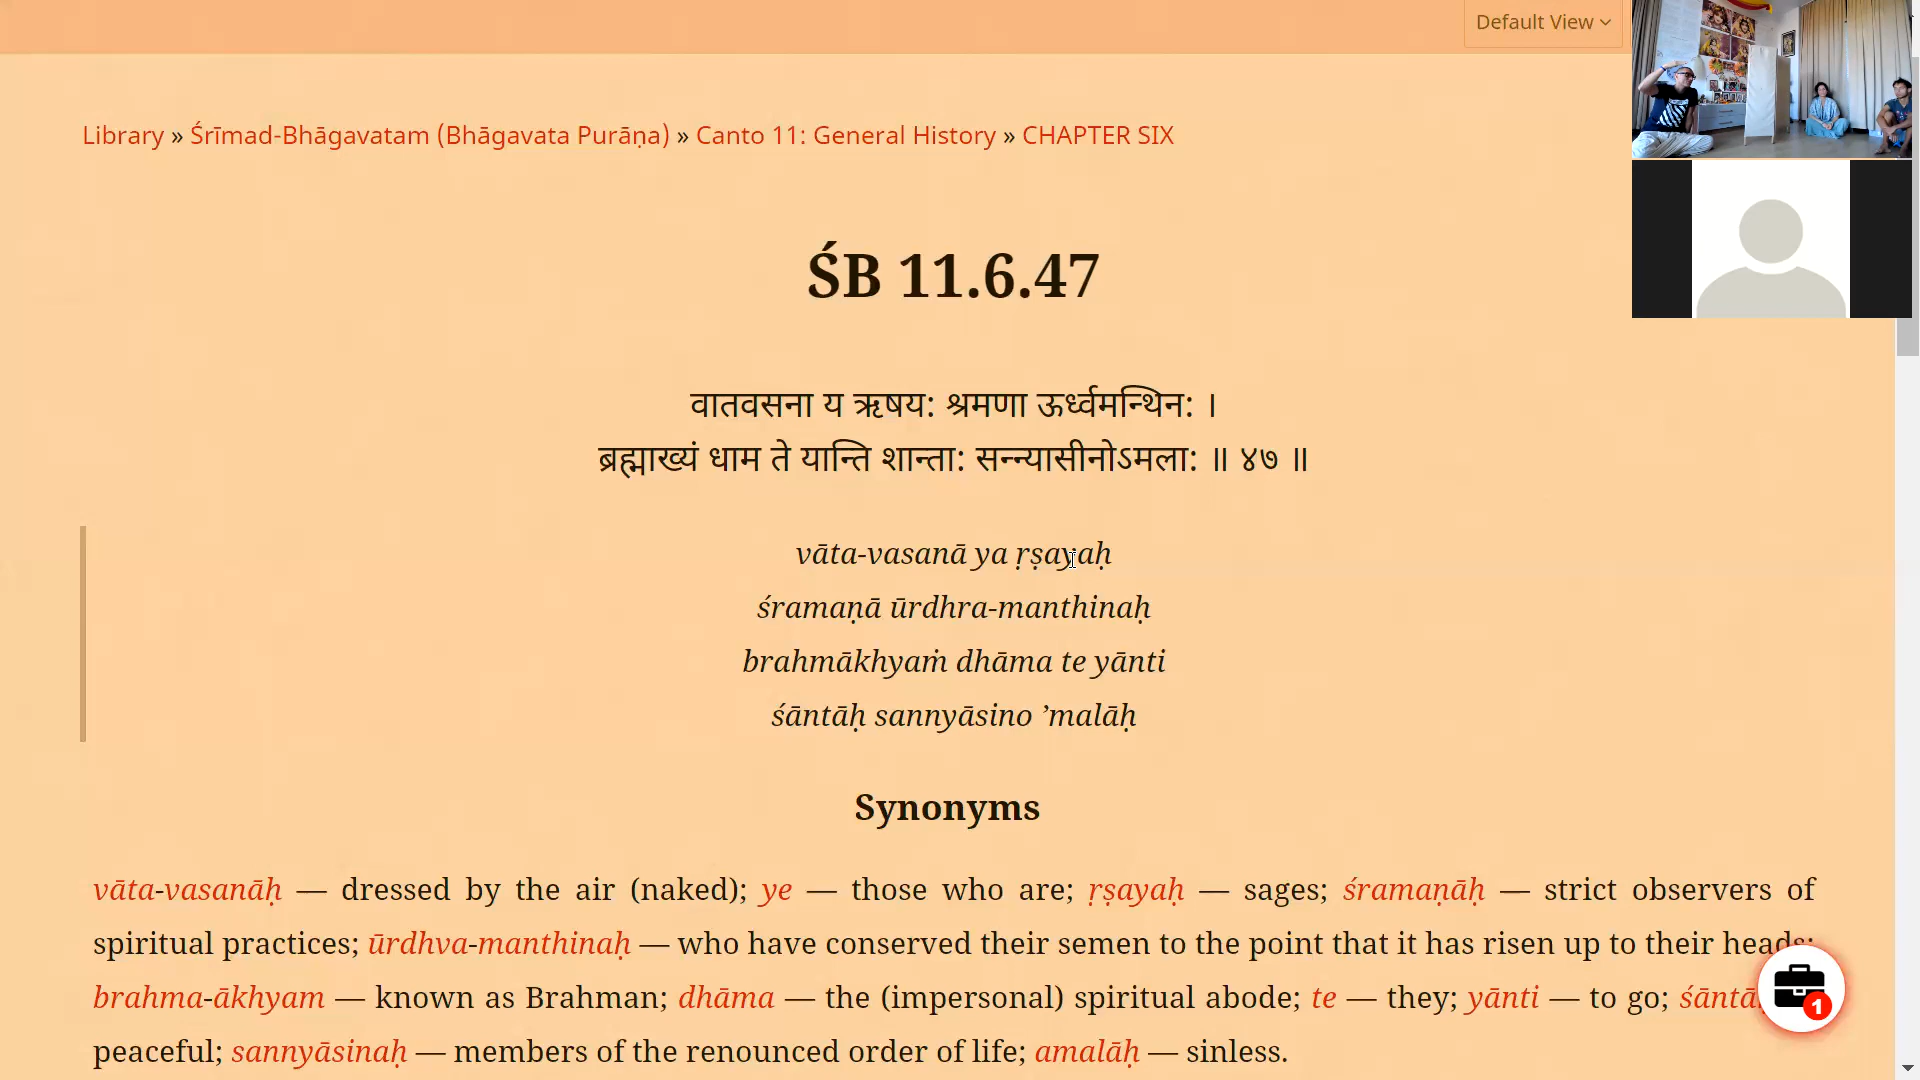 Default View
Library » Śrīmad-Bhāgavatam (Bhāgavata Purāṇa) » Canto 11: General History » CHAPTER SIX
ŚB 11.6.47
वातवसना य ऋषय: श्रमणा ऊर्ध्वमन्थिन: ।
ब्रह्माख्यं धाम ते यान्ति शान्ता: सन्न्यासीनोऽमला: ॥ ४७ ॥
vāta-vasanā ya ṛṣayaḥ
śramaṇā ūrdhra-manthinaḥ
brahmākhyaṁ dhāma te yānti
śāntāḥ sannyāsino ’malāḥ
Synonyms
vāta-vasanāḥ — dressed by the air (naked); ye — those who are; ṛṣayaḥ — sages; śramaṇāḥ — strict observers of
spiritual practices; ūrdhva-manthinaḥ — who have conserved their semen to the point that it has risen up to their heads;
brahma-ākhyam — known as Brahman; dhāma — the (impersonal) spiritual abode; te — they; yānti — to go;
peaceful; sannyāsinaḥ — members of the renounced order of life; amalāḥ — sinless.
1